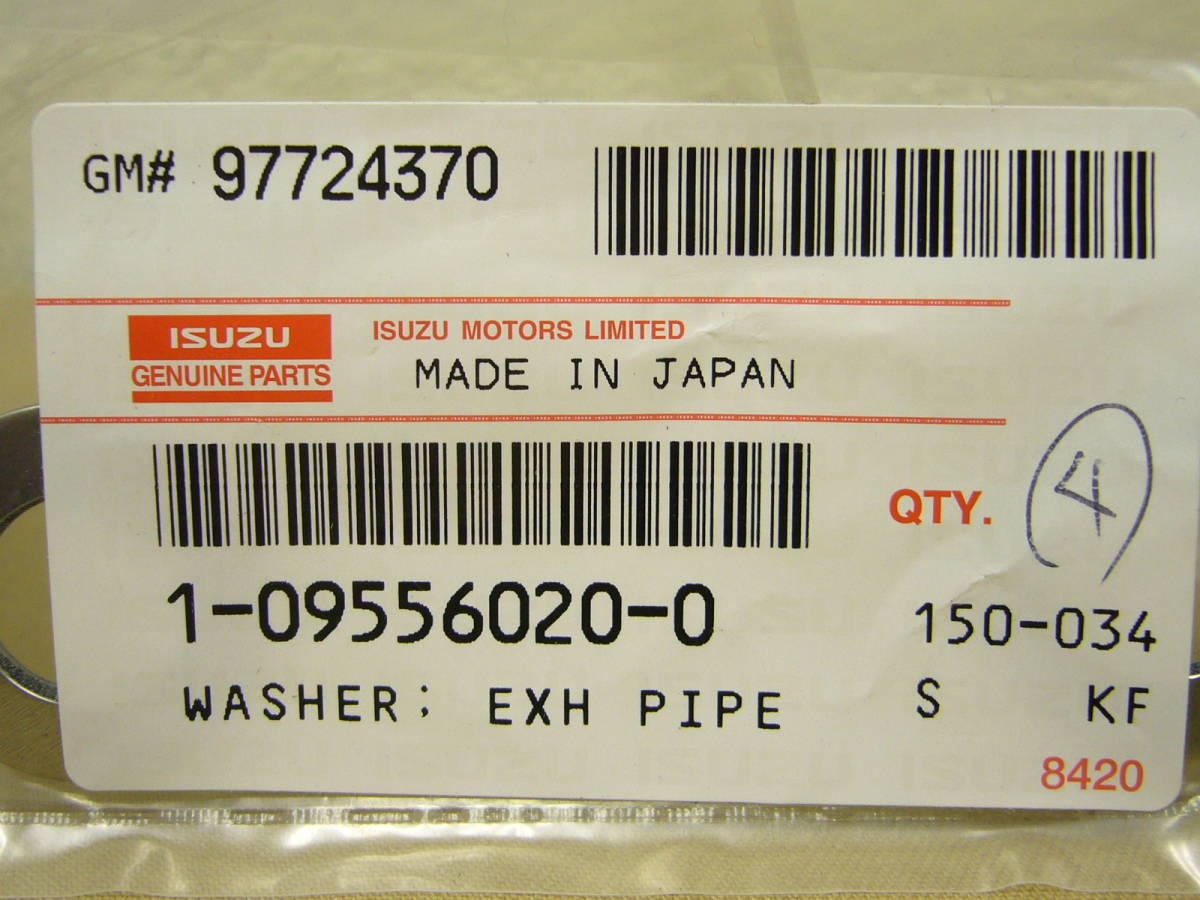 GM# 97724370
ISUZU
GENUINE PARTS
ISUZU MOTORS LIMITED
MADE IN JAPAN
QTY. 4
1-09556020-0
150-034
WASHER; EXH PIPE
S KF
8420